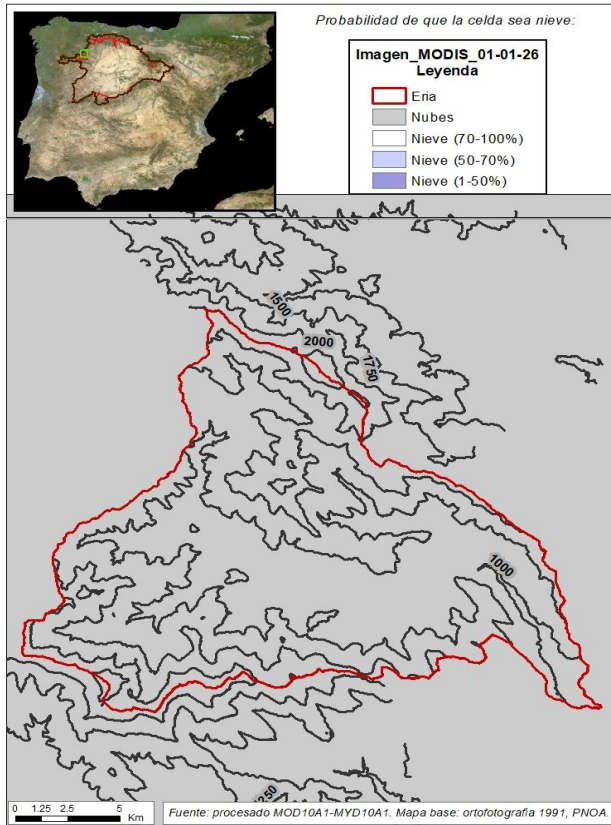 Probabilidad de que la celda sea nieve:
Imagen_MODIS_01-01-26
Leyenda
Eria
Nubes
Nieve (70-100%)
Nieve (50-70%)
Nieve (1-50%)
1500
2000
1750
1000
1250
0 1.25 2.5 5
Km
Fuente: procesado MOD10A1-MYD10A1. Mapa base: ortofotografia 1991, PNOA.